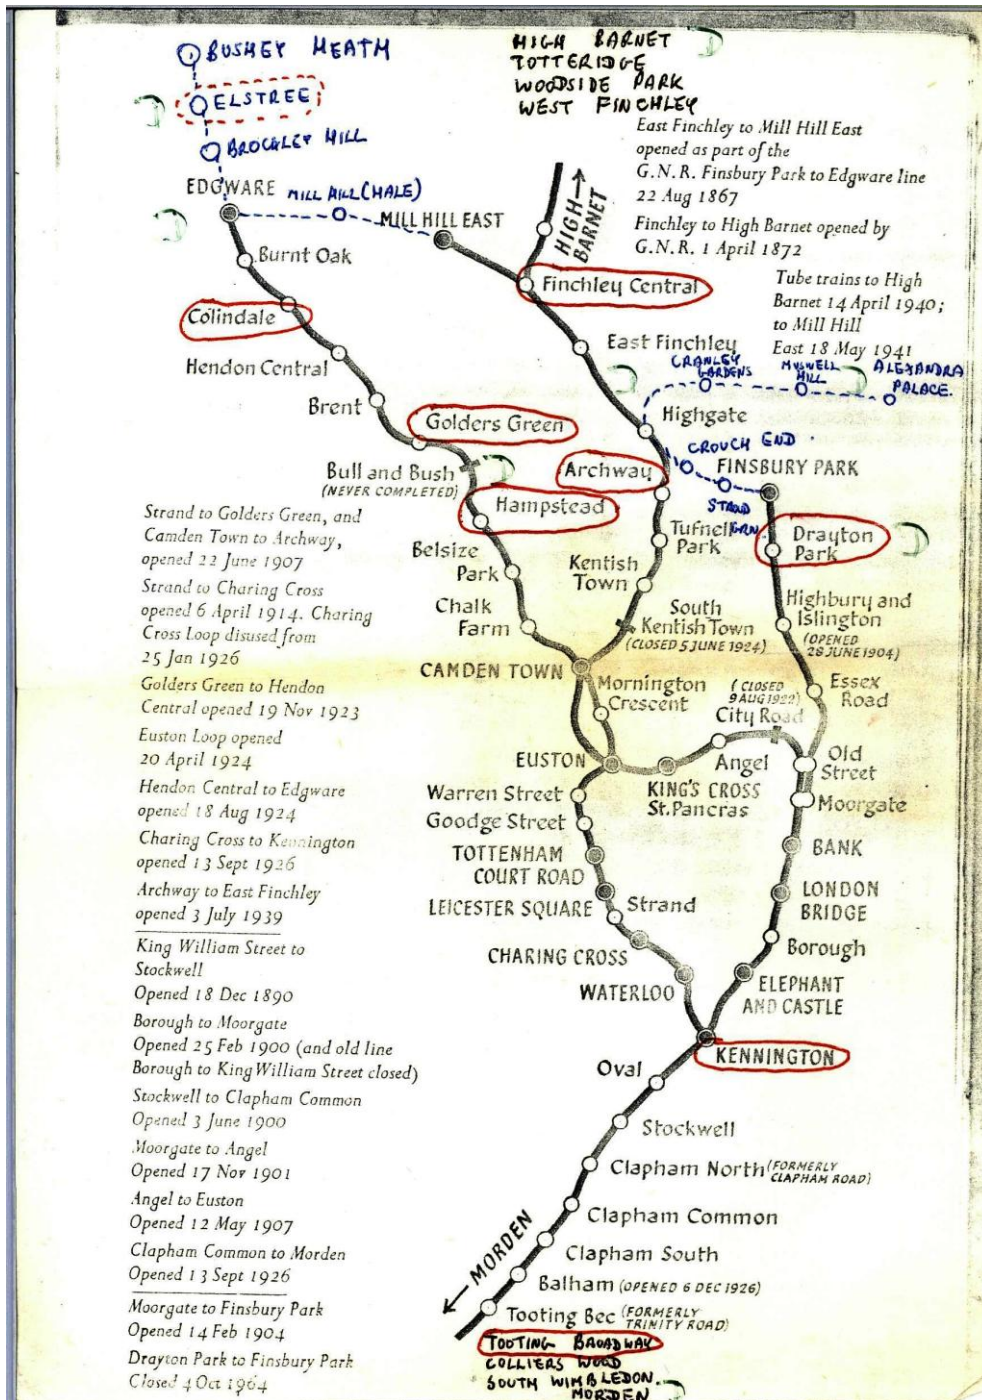 BUSHEY HEATH
ELSTREE
BROCKLEY HILL
EDGWARE
MILL HILL (HALE)
MILL HILL EAST
HIGH BARNET
TOTTERIDGE
WOODSIDE PARK
WEST FINCHLEY
East Finchley to Mill Hill East
opened as part of the
G.N.R. Finsbury Park to Edgware line
22 Aug 1867
Finchley to High Barnet opened by
G.N.R. 1 April 1872
Tube trains to High
Barnet 14 April 1940;
to Mill Hill
East 18 May 1941
HIGH
BARNET
Burnt Oak
Colindale
Hendon Central
Brent
Golders Green
Bull and Bush
(NEVER COMPLETED)
Hampstead
Belsize
Park
Chalk
Farm
CAMDEN TOWN
Finchley Central
East Finchley
CRANLEY
GARDENS
MUSWELL
HILL
ALEXANDRA
PALACE.
Highgate
CROUCH END
STROUD
GRN.
FINSBURY PARK
Archway
Tufnell
Park
Kentish
Town
South
Kentish Town
(CLOSED 5 JUNE 1924)
Drayton
Park
Highbury and
Islington
(OPENED
28 JUNE 1904)
Essex
Road
Mornington
Crescent
(CLOSED
9 AUG 1922)
City Road
EUSTON
KING'S CROSS
St. Pancras
Angel
Old
Street
Moorgate
Warren Street
Goodge Street
TOTTENHAM
COURT ROAD
LEICESTER SQUARE
Strand
CHARING CROSS
WATERLOO
BANK
LONDON
BRIDGE
Borough
ELEPHANT
AND CASTLE
KENNINGTON
Oval
Stockwell
Clapham North (FORMERLY
CLAPHAM ROAD)
Clapham Common
Clapham South
Balham (OPENED 6 DEC 1926)
Tooting Bec (FORMERLY
TRINITY ROAD)
MORDEN
TOOTING BROADWAY
COLLIERS WOOD
SOUTH WIMBLEDON.
MORDEN
Strand to Golders Green, and
Camden Town to Archway,
opened 22 June 1907
Strand to Charing Cross
opened 6 April 1914. Charing
Cross Loop disused from
25 Jan 1926
Golders Green to Hendon
Central opened 19 Nov 1923
Euston Loop opened
20 April 1924
Hendon Central to Edgware
opened 18 Aug 1924
Charing Cross to Kennington
opened 13 Sept 1926
Archway to East Finchley
opened 3 July 1939
King William Street to
Stockwell
Opened 18 Dec 1890
Borough to Moorgate
Opened 25 Feb 1900 (and old line
Borough to King William Street closed)
Stockwell to Clapham Common
Opened 3 June 1900
Moorgate to Angel
Opened 17 Nov 1901
Angel to Euston
Opened 12 May 1907
Clapham Common to Morden
Opened 13 Sept 1926
Moorgate to Finsbury Park
Opened 14 Feb 1904
Drayton Park to Finsbury Park
Closed 4 Oct 1964
D
D
D
D
D
D
D
D